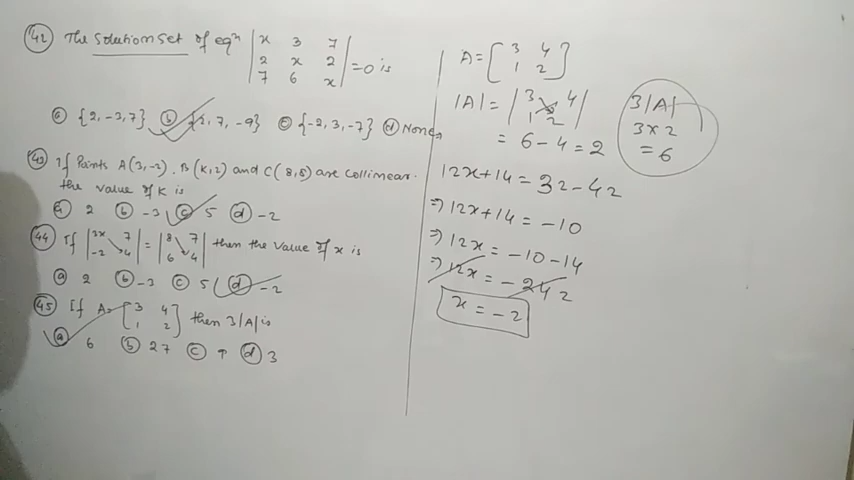 42 The Solution Set of eqn | x 3 7 | = 0 is
| 2 x 2 |
| 7 6 x |
a {2, -3, 7} b {2, 7, -9} c {-2, 3, -7} d None
43 If Points A(3, -2). B(K, 2) and C(8, 8) are Collinear.
the value of K is
a 2 b -3 c 5 d -2
44 If | 3x 7 | = | 8 7 | then the value of x is
| -2 4 | | 6 4 |
a 2 b -3 c 5 d -2
45 If A = [ 3 4 ] then 3|A| is
[ 1 2 ]
a 6 b 27 c d 3
A = [ 3 4 ]
[ 1 2 ]
|A| = | 3 4 |
| 1 2 |
= 6 - 4 = 2
12x + 14 = 32 - 42
⇒ 12x + 14 = -10
⇒ 12x = -10 - 14
⇒ 12x = -24 2
x = -2
3|A|
3 x 2
= 6